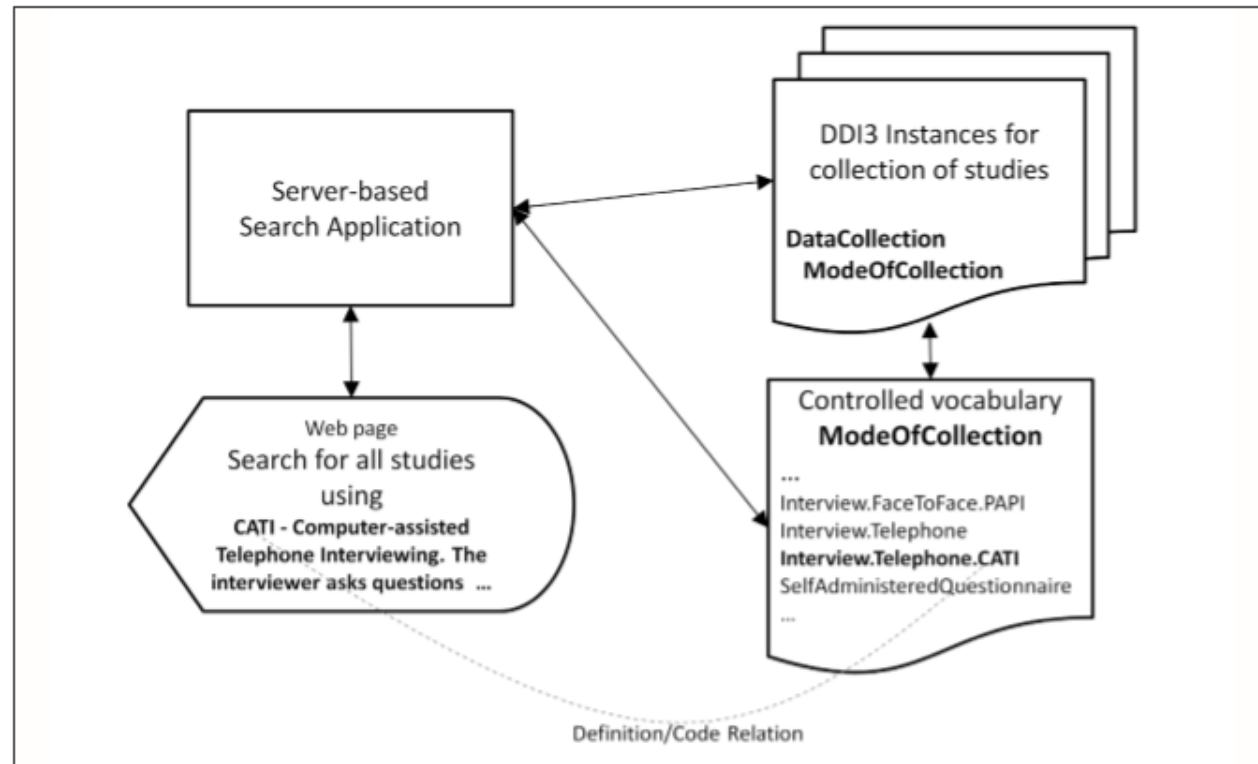 Server-based
Search Application
DDI3 Instances for
collection of studies
DataCollection
ModeOfCollection
Web page
Search for all studies
using
CATI - Computer-assisted
Telephone Interviewing. The
interviewer asks questions ...
Controlled vocabulary
ModeOfCollection
...
Interview.FaceToFace.PAPI
Interview.Telephone
Interview.Telephone.CATI
SelfAdministeredQuestionnaire
...
Definition/Code Relation